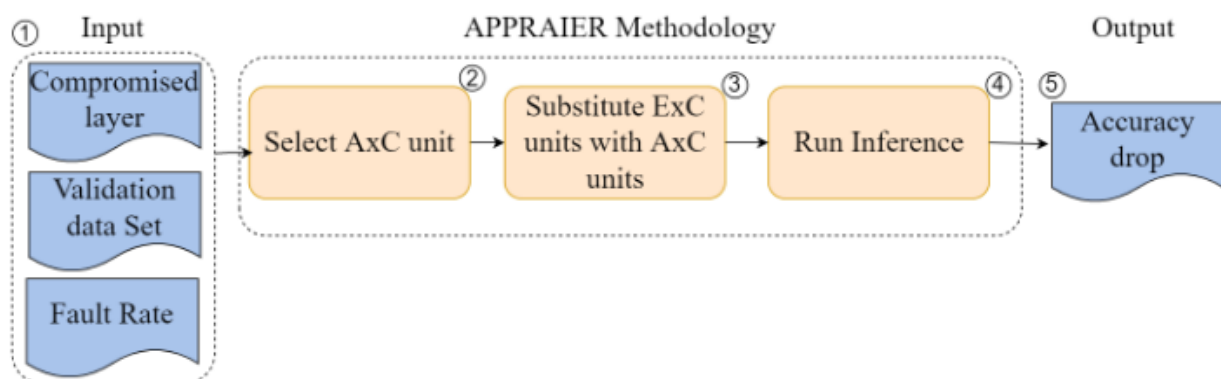 ① Input
Compromised
layer
Validation
data Set
Fault Rate
APPRAIER Methodology
②
Select AxC unit
③
Substitute ExC
units with AxC
units
④
Run Inference
Output
⑤
Accuracy
drop